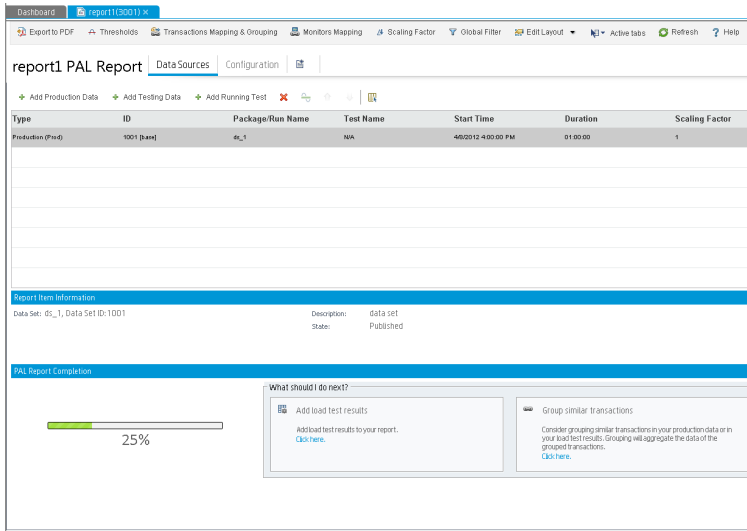 Dashboard report1(3001) ×
Export to PDF Thresholds Transactions Mapping & Grouping Monitors Mapping Scaling Factor Global Filter Edit Layout Active tabs Refresh ? Help
report1 PAL Report Data Sources Configuration
Add Production Data Add Testing Data Add Running Test
Type ID Package/Run Name Test Name Start Time Duration Scaling Factor
Production (Prod) 1001 [base] ds_1 N/A 4/8/2012 4:00:00 PM 01:00:00 1
Report Item Information
Data Set: ds_1, Data Set ID:1001 Description: data set
State: Published
PAL Report Completion
What should I do next?
Add load test results Group similar transactions
Add load test results to your report. Consider grouping similar transactions in your production data or in
Click here. your load test results. Grouping will aggregate the data of the
grouped transactions.
Click here.
25%